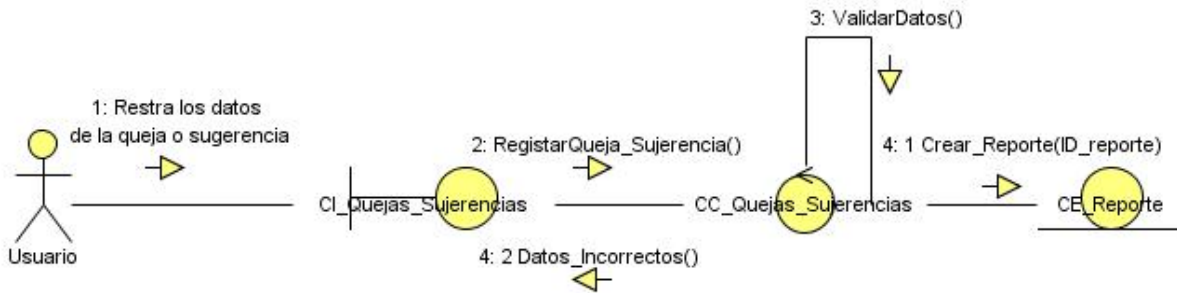 3: ValidarDatos()
1: Restra los datos
de la queja o sugerencia
2: RegistarQueja_Sujerencia()
4: 1 Crear_Reporte(ID_reporte)
CI_Quejas_Sujerencias
CC_Quejas_Sujerencias
CE_Reporte
Usuario
4: 2 Datos_Incorrectos()